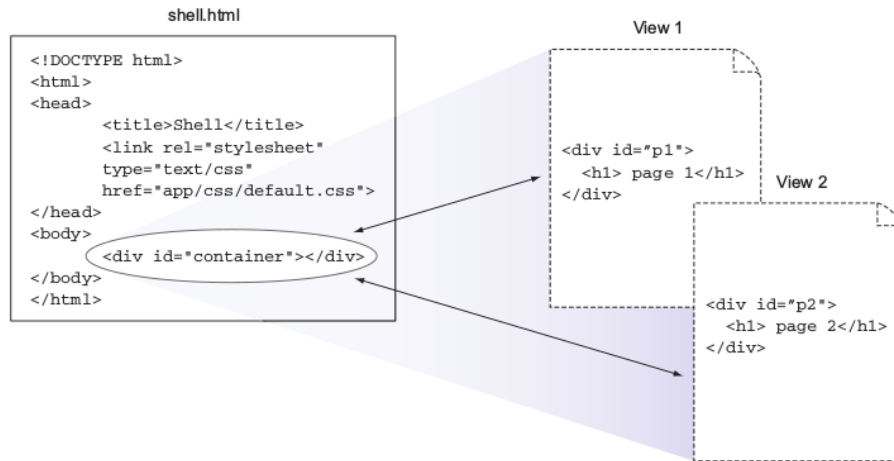 shell.html
<!DOCTYPE html>
<html>
<head>
<title>Shell</title>
<link rel="stylesheet"
type="text/css"
href="app/css/default.css">
</head>
<body>
<div id="container"></div>
</body>
</html>
View 1
<div id="p1">
<h1> page 1</h1>
</div>
View 2
<div id="p2">
<h1> page 2</h1>
</div>